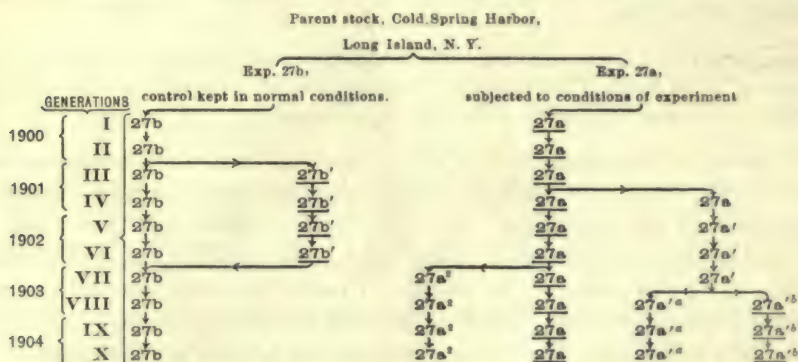 Parent stock, Cold Spring Harbor,
Long Island, N. Y.
Exp. 27b, Exp. 27a,
GENERATIONS control kept in normal conditions. subjected to conditions of experiment
1900 I 27b 27a
II 27b 27a
1901 III 27b 27b' 27a
IV 27b 27b' 27a 27a
1902 V 27b 27b' 27a 27a'
VI 27b 27b' 27a 27a'
1903 VII 27b 27a² 27a 27a'
VIII 27b 27a² 27a 27a'ᵃ 27a'ᵇ
1904 IX 27b 27a² 27a 27a'ᵃ 27a'ᵇ
X 27b 27a² 27a 27a'ᵃ 27a'ᵇ